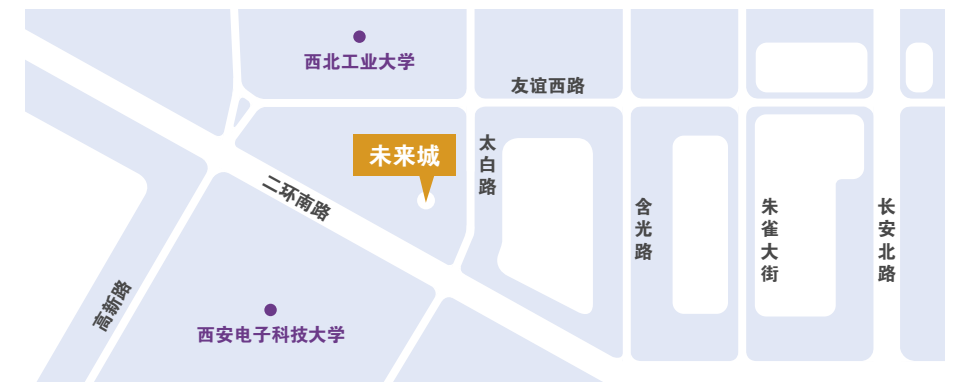 西北工业大学
友谊西路
未来城
太白路
二环南路
含光路
朱雀大街
长安北路
高新路
西安电子科技大学